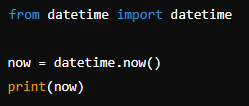 from datetime import datetime

now = datetime.now()
print(now)